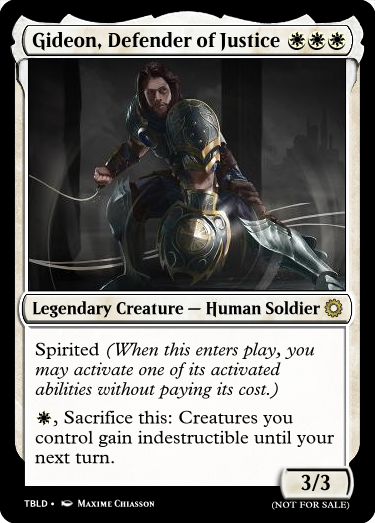 Gideon, Defender of Justice
Legendary Creature — Human Soldier
Spirited (When this enters play, you
may activate one of its activated
abilities without paying its cost.)
, Sacrifice this: Creatures you
control gain indestructible until your
next turn.
3/3
TBLD • Maxime Chiasson
(NOT FOR SALE)